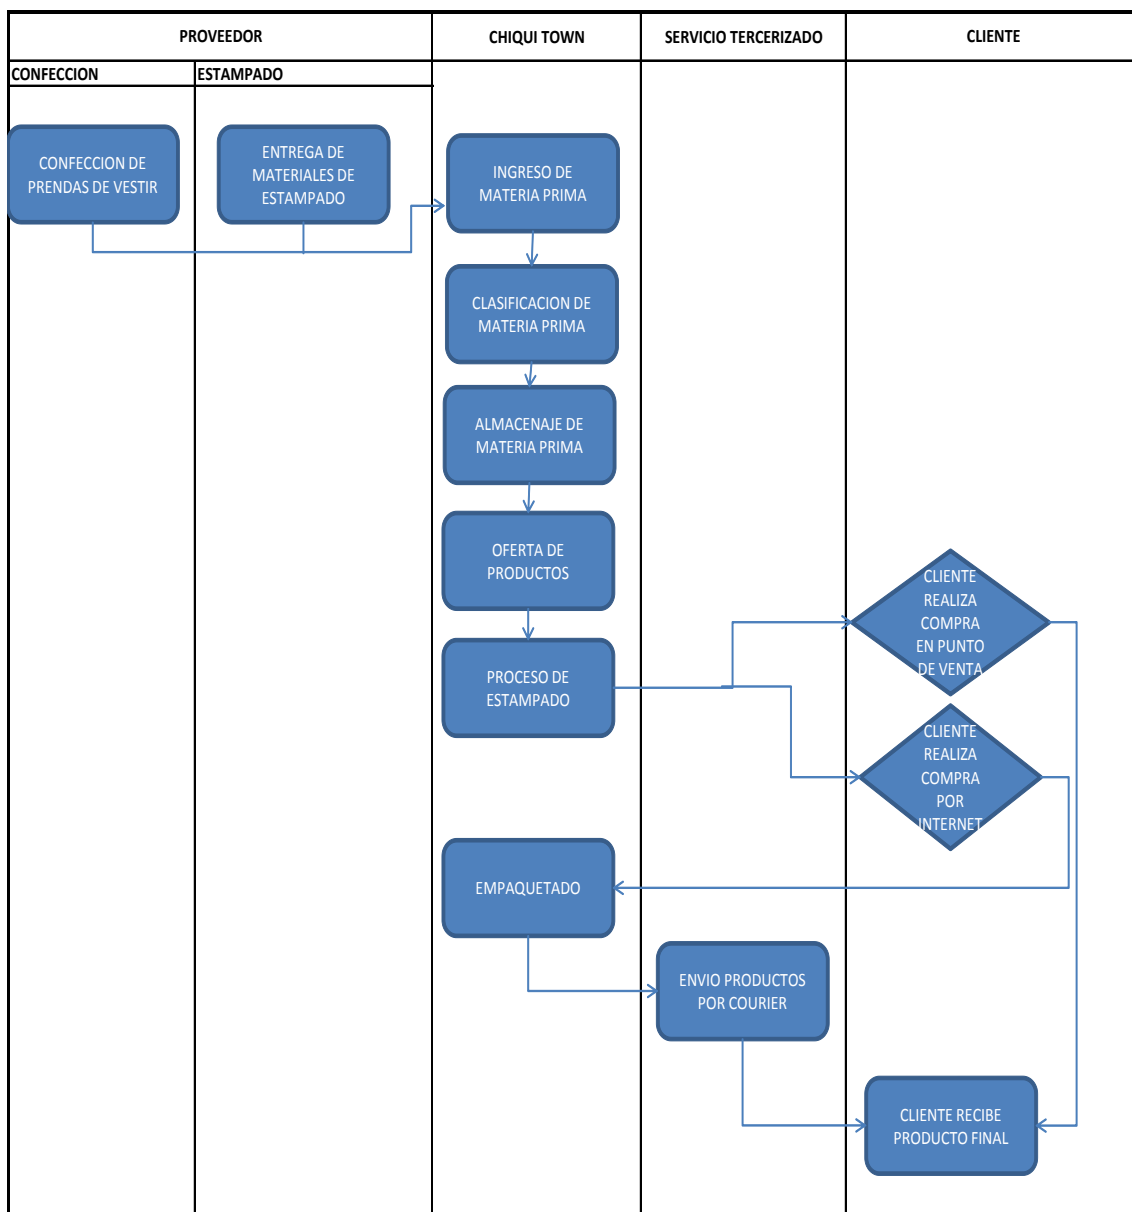 PROVEEDOR
CHIQUI TOWN
SERVICIO TERCERIZADO
CLIENTE
CONFECCION
ESTAMPADO
CONFECCION DE
PRENDAS DE VESTIR
ENTREGA DE
MATERIALES DE
ESTAMPADO
INGRESO DE
MATERIA PRIMA
CLASIFICACION DE
MATERIA PRIMA
ALMACENAJE DE
MATERIA PRIMA
OFERTA DE
PRODUCTOS
PROCESO DE
ESTAMPADO
CLIENTE
REALIZA
COMPRA
EN PUNTO
DE VENTA
CLIENTE
REALIZA
COMPRA
POR
INTERNET
EMPAQUETADO
ENVIO PRODUCTOS
POR COURIER
CLIENTE RECIBE
PRODUCTO FINAL